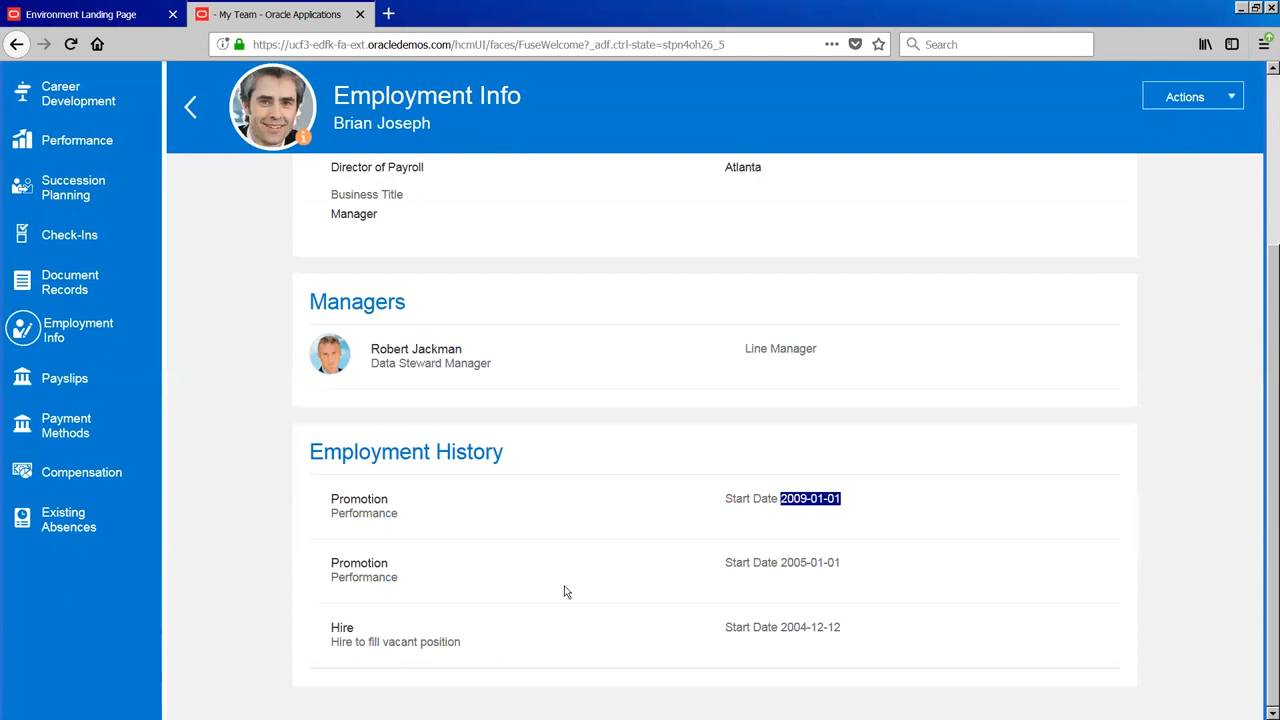 Environment Landing Page
- My Team - Oracle Applications
https://ucf3-edfk-fa-ext.oracledemos.com/hcmUI/faces/FuseWelcome?_adf.ctrl-state=stpn4oh26_5
Search
Career
Development
Performance
Succession
Planning
Check-Ins
Document
Records
Employment
Info
Payslips
Payment
Methods
Compensation
Existing
Absences
Employment Info
Brian Joseph
Actions
Director of Payroll
Atlanta
Business Title
Manager
Managers
Robert Jackman
Line Manager
Data Steward Manager
Employment History
Promotion
Start Date 2009-01-01
Performance
Promotion
Start Date 2005-01-01
Performance
Hire
Start Date 2004-12-12
Hire to fill vacant position